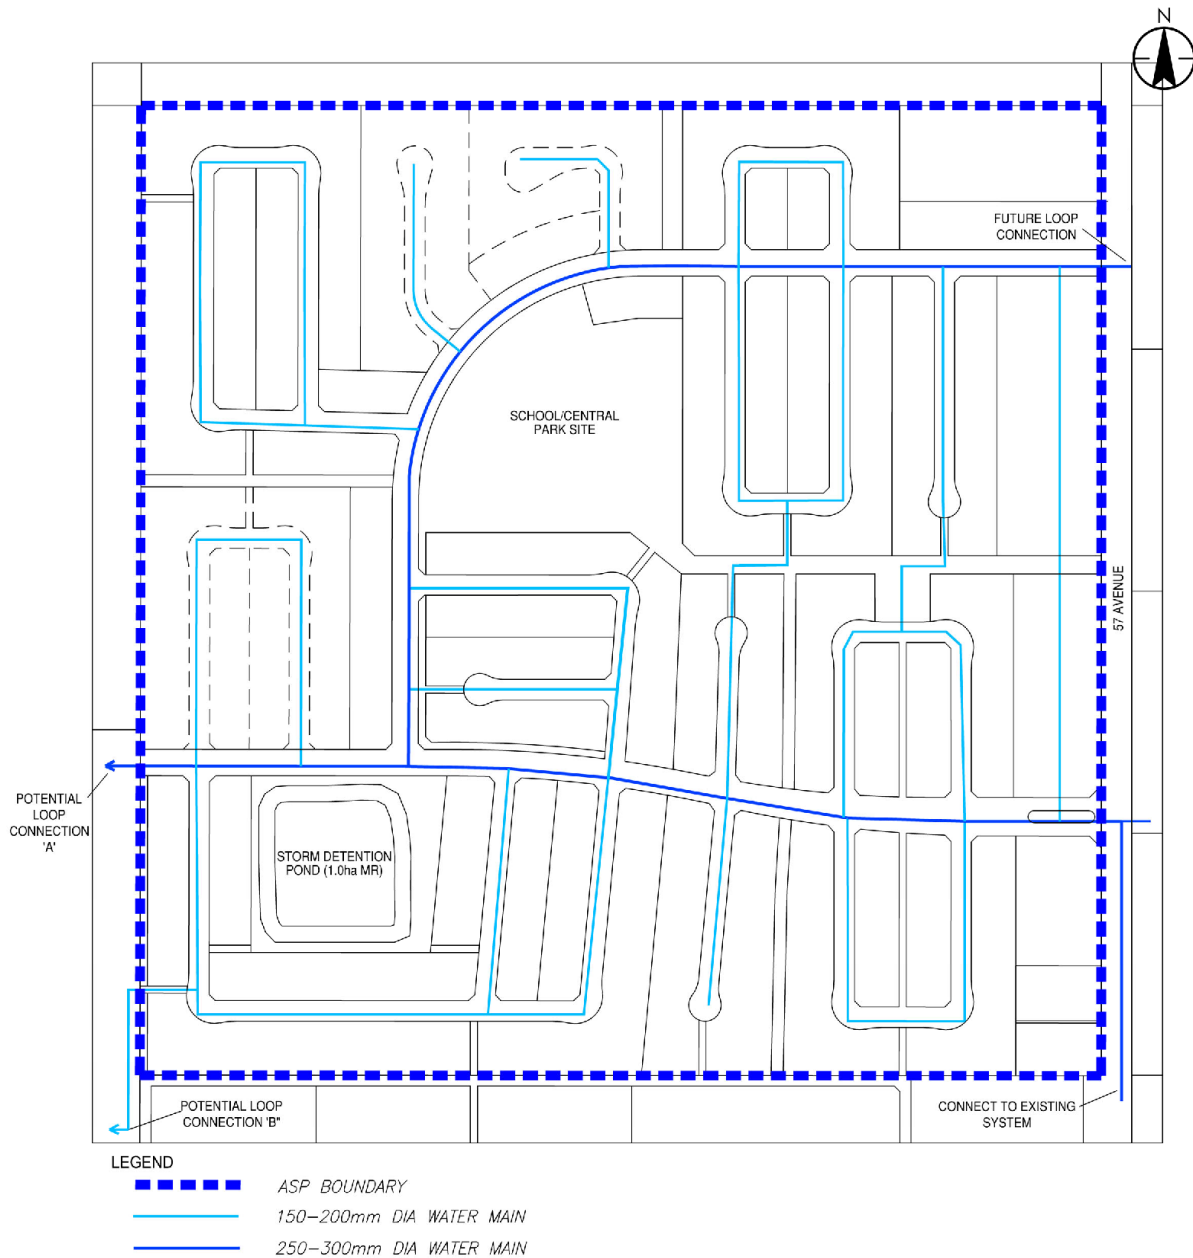 N
FUTURE LOOP
CONNECTION
SCHOOL/CENTRAL
PARK SITE
57 AVENUE
POTENTIAL
LOOP
CONNECTION
'A'
STORM DETENTION
POND (1.0ha MR)
POTENTIAL LOOP
CONNECTION 'B"
CONNECT TO EXISTING
SYSTEM
LEGEND
ASP BOUNDARY
150-200mm DIA WATER MAIN
250-300mm DIA WATER MAIN